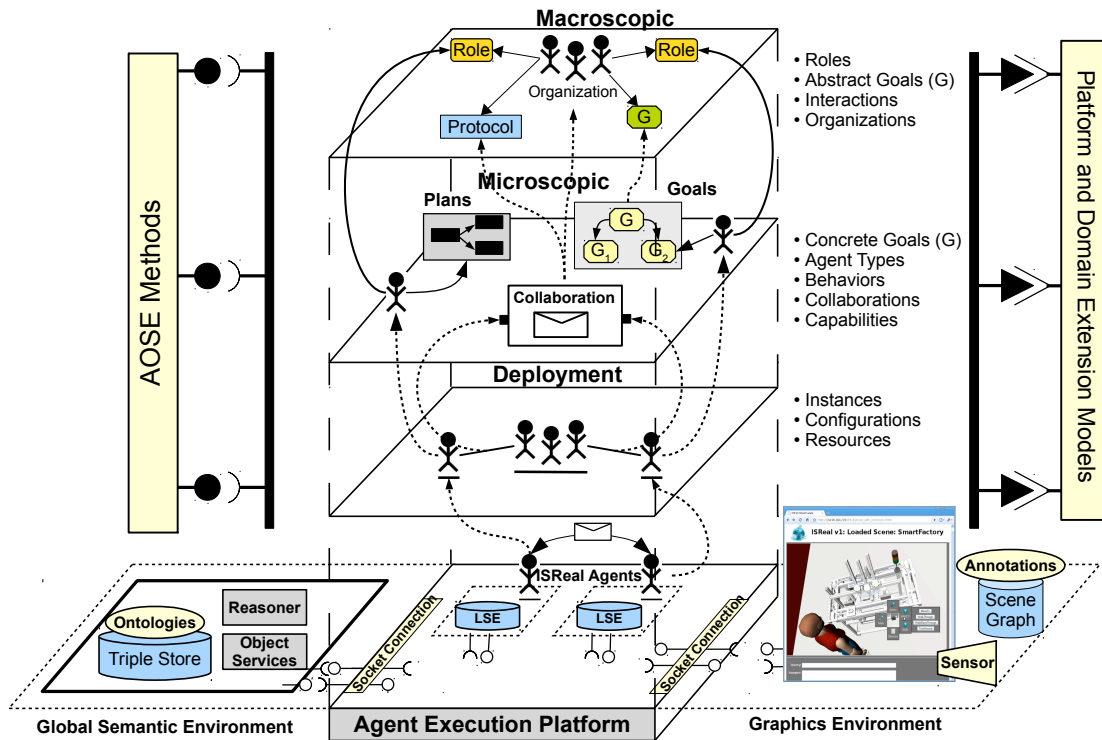 Macroscopic
Role
Role
Organization
Protocol
G
• Roles
• Abstract Goals (G)
• Interactions
• Organizations
AOSE Methods
Platform and Domain Extension Models
Microscopic
Plans
Goals
G
G1
G2
Collaboration
• Concrete Goals (G)
• Agent Types
• Behaviors
• Collaborations
• Capabilities
Deployment
• Instances
• Configurations
• Resources
ISReal v1: Loaded Scene: SmartFactory
ISReal Agents
LSE
LSE
Socket Connection
Socket Connection
Ontologies
Triple Store
Reasoner
Object
Services
Annotations
Scene
Graph
Sensor
Global Semantic Environment
Agent Execution Platform
Graphics Environment